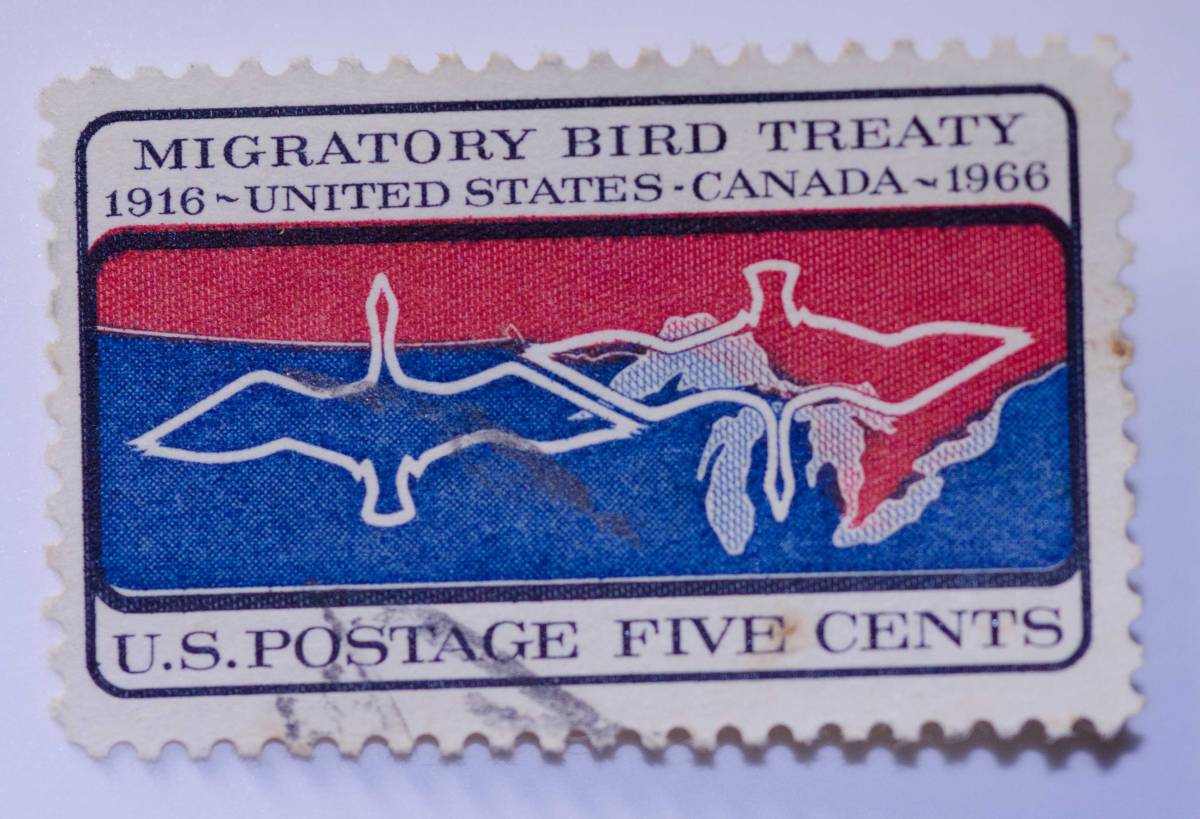 MIGRATORY BIRD TREATY
1916~UNITED STATES-CANADA~1966
U.S. POSTAGE FIVE CENTS